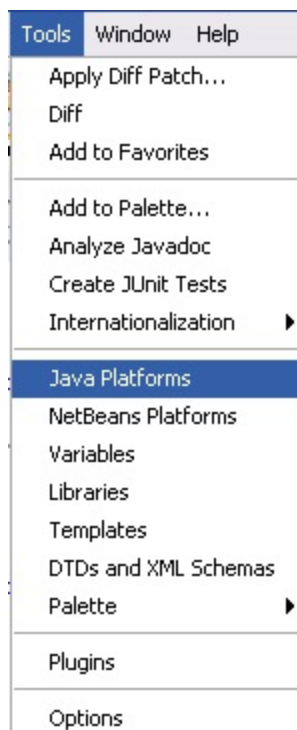 Tools Window Help
Apply Diff Patch...
Diff
Add to Favorites
Add to Palette...
Analyze Javadoc
Create JUnit Tests
Internationalization
Java Platforms
NetBeans Platforms
Variables
Libraries
Templates
DTDs and XML Schemas
Palette
Plugins
Options